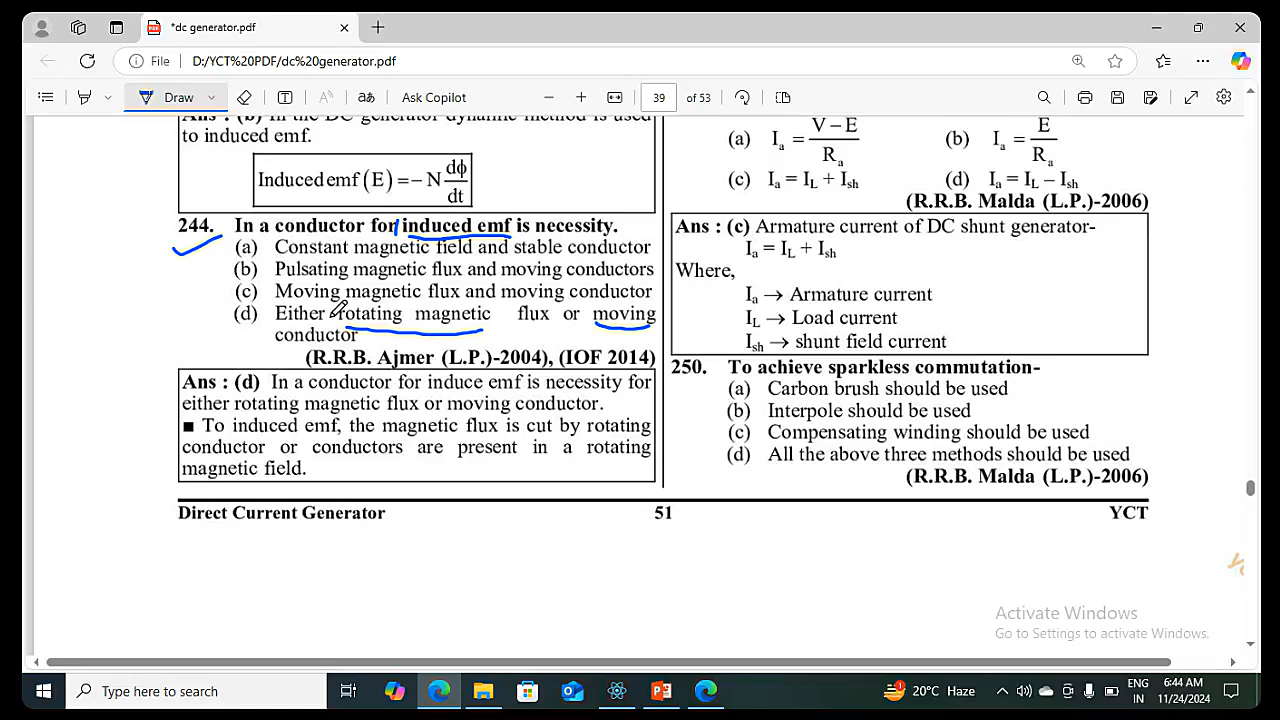 *dc generator.pdf
File
D:/YCT%20PDF/dc%20generator.pdf
Draw
Ask Copilot
39 of 53
Ans : (b) In the DC generator dynamic method is used
to induced emf.
Induced emf (E) = − N dϕ/dt
244. In a conductor for induced emf is necessity.
(a) Constant magnetic field and stable conductor
(b) Pulsating magnetic flux and moving conductors
(c) Moving magnetic flux and moving conductor
(d) Either rotating magnetic flux or moving
conductor
(R.R.B. Ajmer (L.P.)-2004), (IOF 2014)
Ans : (d) In a conductor for induce emf is necessity for
either rotating magnetic flux or moving conductor.
■ To induced emf, the magnetic flux is cut by rotating
conductor or conductors are present in a rotating
magnetic field.
(a) Ia = V − E / Ra (b) Ia = E / Ra
(c) Ia = IL + Ish (d) Ia = IL − Ish
(R.R.B. Malda (L.P.)-2006)
Ans : (c) Armature current of DC shunt generator-
Ia = IL + Ish
Where,
Ia → Armature current
IL → Load current
Ish → shunt field current
250. To achieve sparkless commutation-
(a) Carbon brush should be used
(b) Interpole should be used
(c) Compensating winding should be used
(d) All the above three methods should be used
(R.R.B. Malda (L.P.)-2006)
Direct Current Generator 51 YCT
Activate Windows
Go to Settings to activate Windows.
Type here to search
20°C Haze
ENG
IN
6:44 AM
11/24/2024